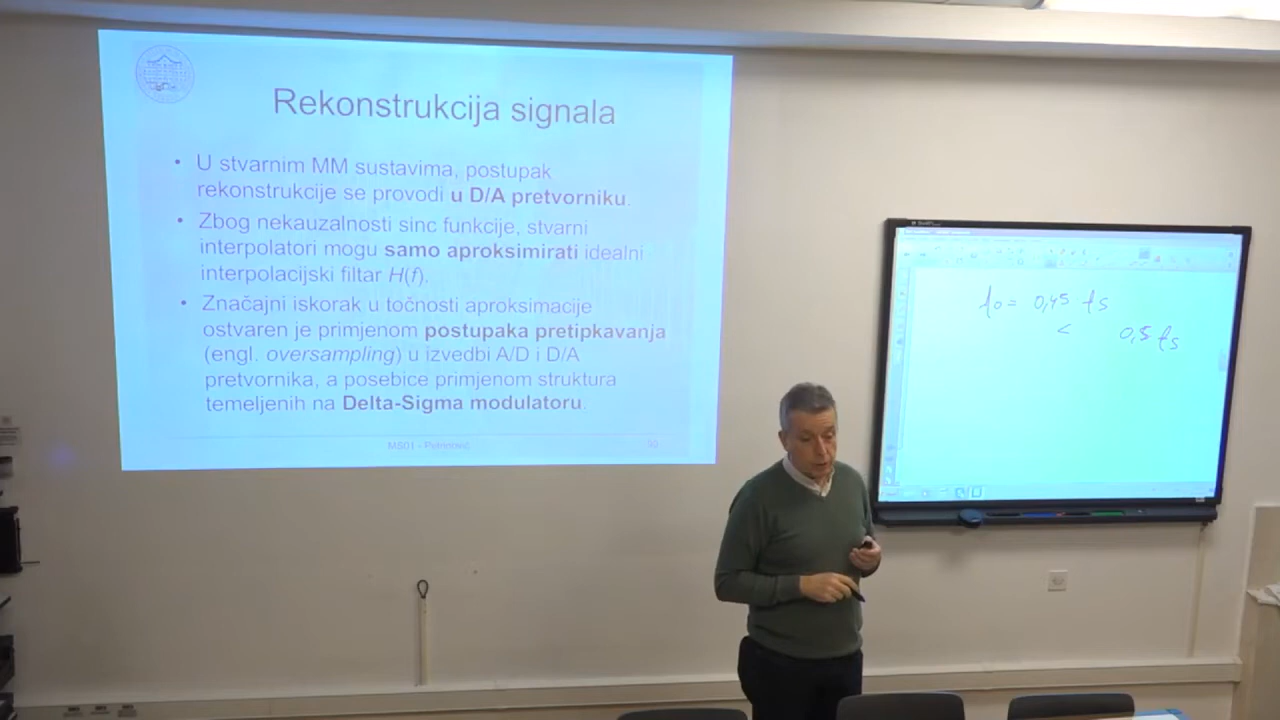 Rekonstrukcija signala
• U stvarnim MM sustavima, postupak
rekonstrukcije se provodi u D/A pretvorniku.
• Zbog nekauzalnosti sinc funkcije, stvarni
interpolatori mogu samo aproksimirati idealni
interpolacijski filtar H(f).
• Značajni iskorak u točnosti aproksimacije
ostvaren je primjenom postupaka pretipkavanja
(engl. oversampling) u izvedbi A/D i D/A
pretvornika, a posebice primjenom struktura
temeljenih na Delta-Sigma modulatoru.
MS01 - Petrinović
f0 = 0,45 fs
< 0,5 fs